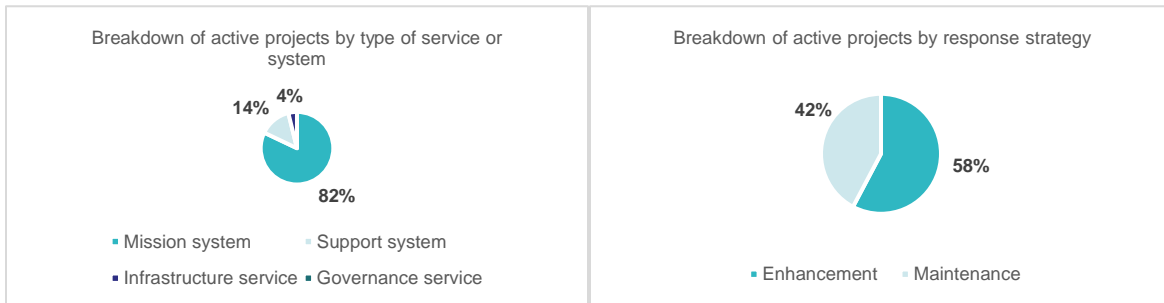 Breakdown of active projects by type of service or
system
4%
14%
82%
Mission system
Support system
Infrastructure service
Governance service
Breakdown of active projects by response strategy
42%
58%
Enhancement
Maintenance